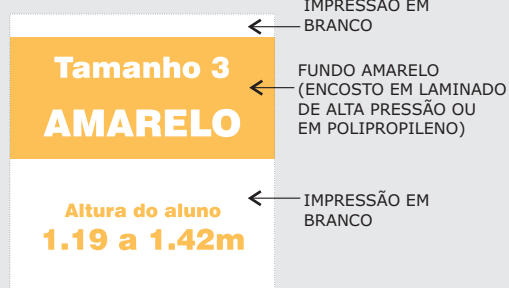 IMPRESSÃO EM
BRANCO
Tamanho 3
AMARELO
FUNDO AMARELO
(ENCOSTO EM LAMINADO
DE ALTA PRESSÃO OU
EM POLIPROPILENO)
Altura do aluno
1.19 a 1.42m
IMPRESSÃO EM
BRANCO